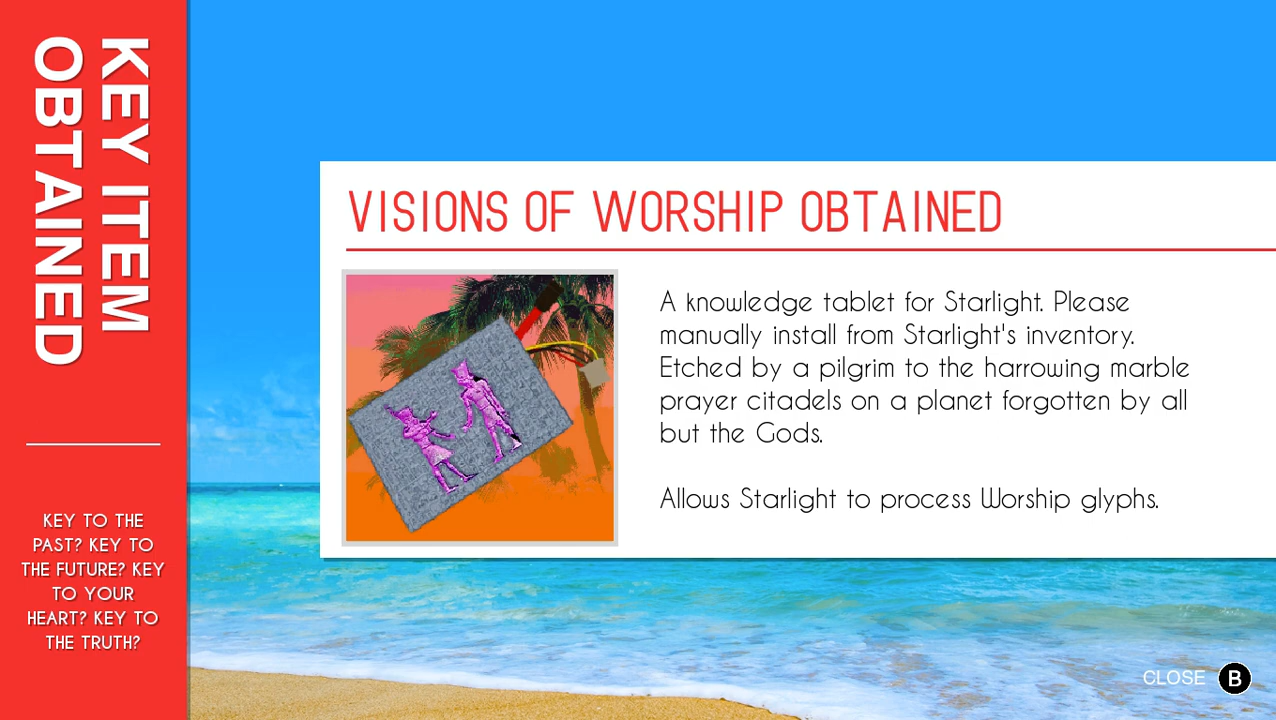 KEY ITEM
OBTAINED
KEY TO THE
PAST? KEY TO
THE FUTURE? KEY
TO YOUR
HEART? KEY TO
THE TRUTH?
VISIONS OF WORSHIP OBTAINED
A knowledge tablet for Starlight. Please
manually install from Starlight's inventory.
Etched by a pilgrim to the harrowing marble
prayer citadels on a planet forgotten by all
but the Gods.
Allows Starlight to process Worship glyphs.
CLOSE B